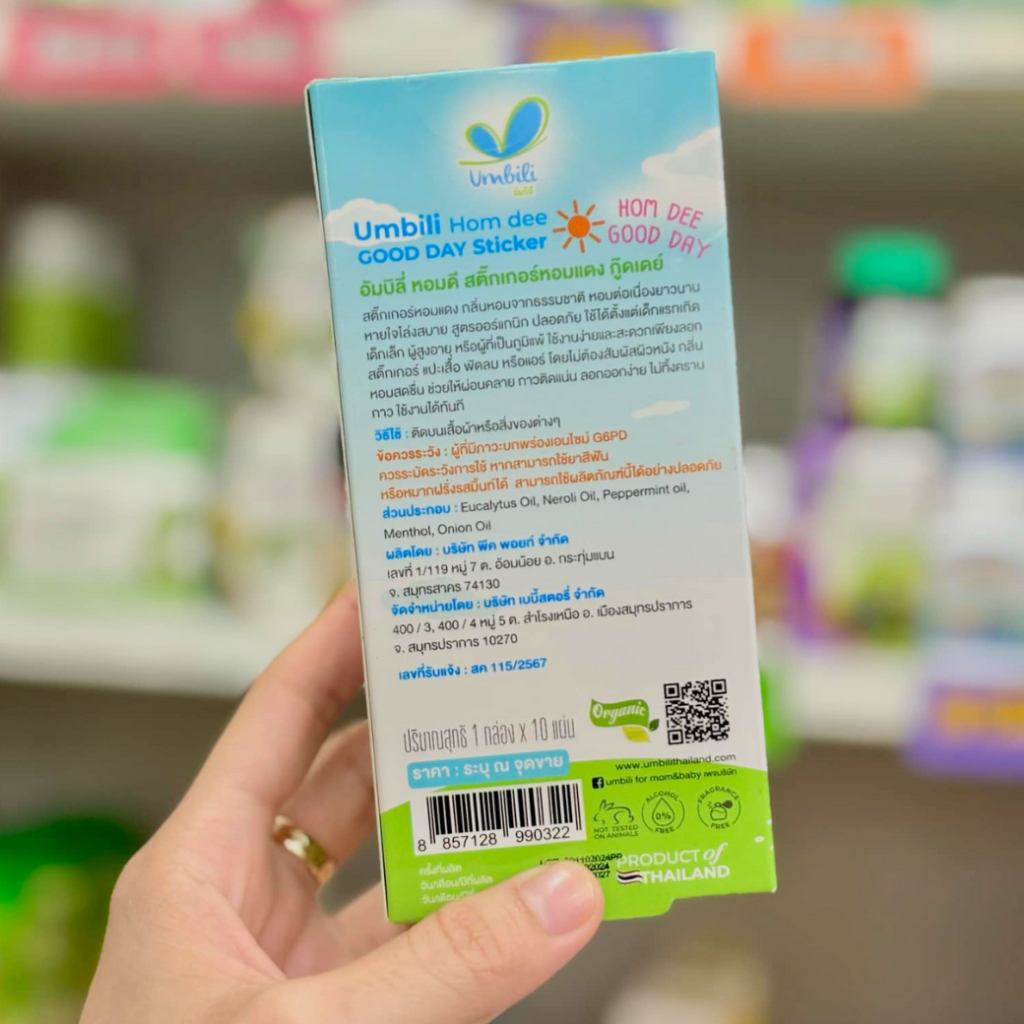 Umbili
อัมบิลี่
Umbili Hom dee
GOOD DAY Sticker
HOM DEE
GOOD DAY
อัมบิลี่ หอมดี สติ๊กเกอร์หอมแดง กู๊ดเดย์
สติ๊กเกอร์หอมแดง กลิ่นหอมจากธรรมชาติ หอมต่อเนื่องยาวนาน
หายใจโล่งสบาย สูตรออร์แกนิก ปลอดภัย ใช้ได้ตั้งแต่เด็กแรกเกิด
เด็กเล็ก ผู้สูงอายุ หรือผู้ที่เป็นภูมิแพ้ ใช้งานง่ายและสะดวกเพียงลอก
สติ๊กเกอร์ แปะเสื้อ พัดลม หรือแอร์ โดยไม่ต้องสัมผัสผิวหนัง กลิ่น
หอมสดชื่น ช่วยให้ผ่อนคลาย กาวติดแน่น ลอกออกง่าย ไม่ทิ้งคราบ
กาว ใช้งานได้ทันที
วิธีใช้ : ติดบนเสื้อผ้าหรือสิ่งของต่างๆ
ข้อควรระวัง : ผู้ที่มีภาวะบกพร่องเอนไซม์ G6PD
ควรระมัดระวังการใช้ หากสามารถใช้ยาสีฟัน
หรือหมากฝรั่งรสมิ้นท์ได้ สามารถใช้ผลิตภัณฑ์นี้ได้อย่างปลอดภัย
ส่วนประกอบ : Eucalytus Oil, Neroli Oil, Peppermint oil,
Menthol, Onion Oil
ผลิตโดย : บริษัท พีค พอยท์ จำกัด
เลขที่ 1/119 หมู่ 7 ต. อ้อมน้อย อ. กระทุ่มแบน
จ. สมุทรสาคร 74130
จัดจำหน่ายโดย : บริษัท เบบี้สตอรี่ จำกัด
400 / 3, 400 / 4 หมู่ 5 ต. สำโรงเหนือ อ. เมืองสมุทรปราการ
จ. สมุทรปราการ 10270
เลขที่รับแจ้ง : สค 115/2567
Organic
ปริมาณสุทธิ 1 กล่อง x 10 แผ่น
ราคา : ระบุ ณ จุดขาย
www.umbilithailand.com
umbili for mom&baby เพจบริษัท
8 857128 990322
NOT TESTED
ON ANIMALS
ALCOHOL
0%
FREE
FRAGRANCE
FREE
ครั้งที่ผลิต
วันเดือนปีที่ผลิต
PRODUCT of
THAILAND